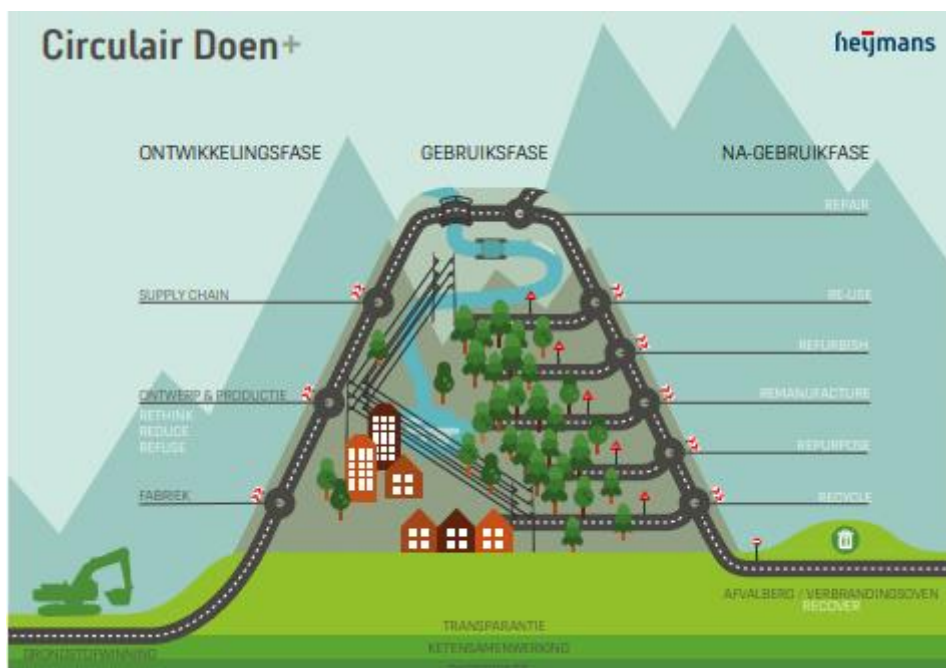 Circulair Doen+
heijmans
ONTWIKKELINGSFASE
GEBRUIKSFASE
NA-GEBRUIKFASE
REPAIR
SUPPLY CHAIN
RE-USE
REFURBISH
ONTWERP & PRODUCTIE
REMANUFACTURE
RETHINK
REDUCE
REFUSE
REPURPOSE
FABRIEK
RECYCLE
AFVALBERG / VERBRANDINGSOVEN
RECOVER
TRANSPARANTIE
KETENSAMENWERKING
GRONDSTOFWINNING